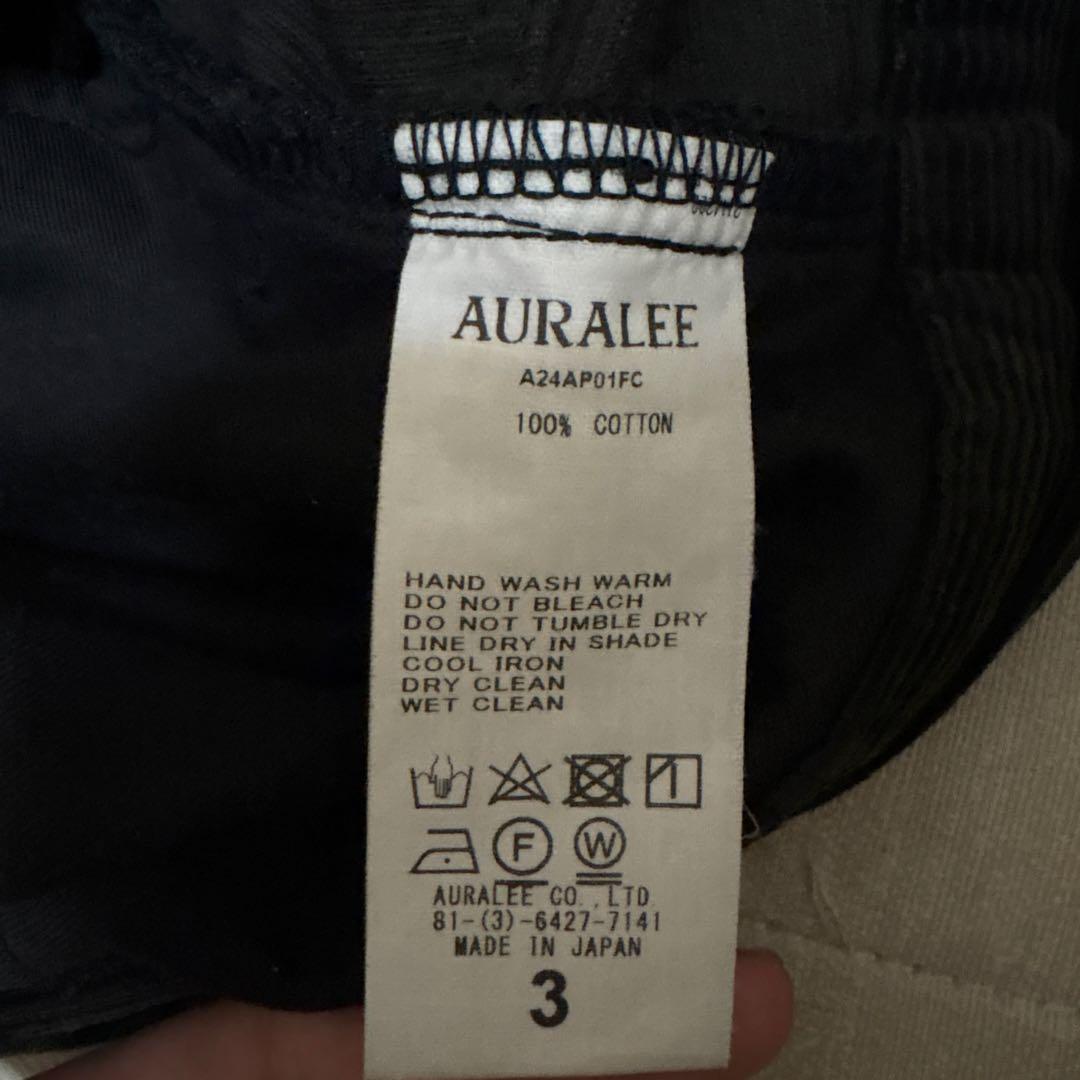 AURALEE
A24AP01FC
100% COTTON
HAND WASH WARM
DO NOT BLEACH
DO NOT TUMBLE DRY
LINE DRY IN SHADE
COOL IRON
DRY CLEAN
WET CLEAN
F W
AURALEE CO.,LTD
81-(3)-6427-7141
MADE IN JAPAN
3